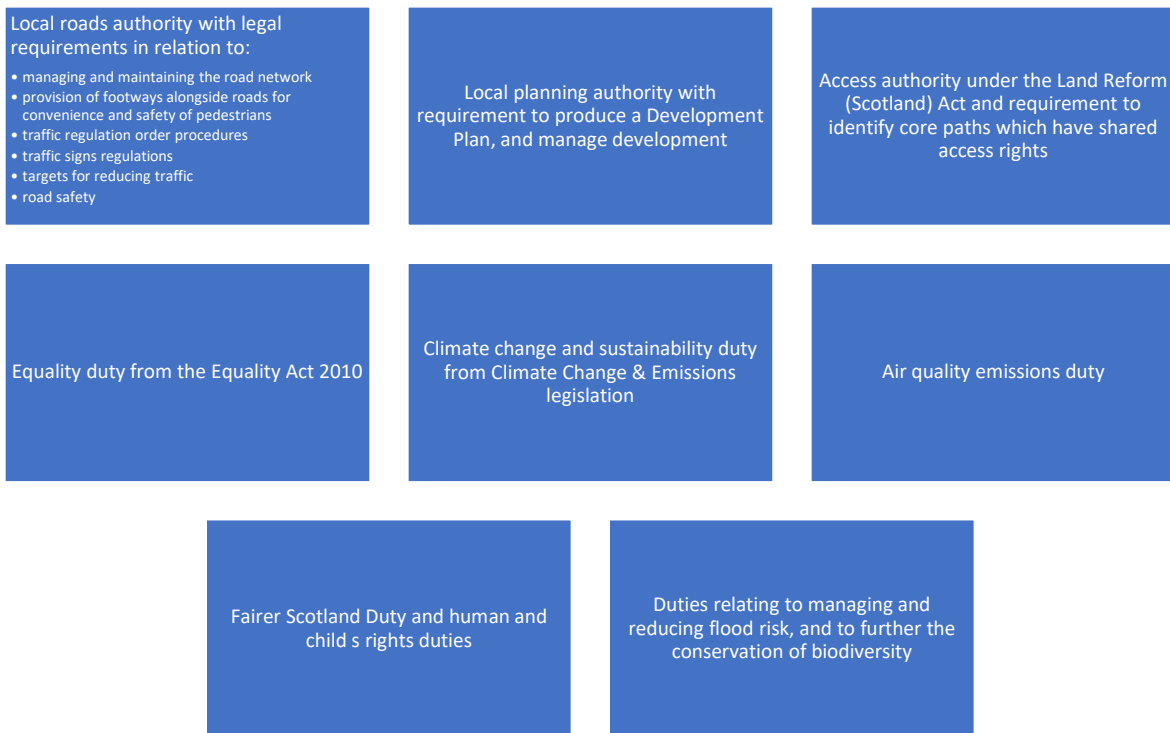 Local roads authority with legal
requirements in relation to:
• managing and maintaining the road network
• provision of footways alongside roads for
convenience and safety of pedestrians
• traffic regulation order procedures
• traffic signs regulations
• targets for reducing traffic
• road safety
Local planning authority with
requirement to produce a Development
Plan, and manage development
Access authority under the Land Reform
(Scotland) Act and requirement to
identify core paths which have shared
access rights
Equality duty from the Equality Act 2010
Climate change and sustainability duty
from Climate Change & Emissions
legislation
Air quality emissions duty
Fairer Scotland Duty and human and
child s rights duties
Duties relating to managing and
reducing flood risk, and to further the
conservation of biodiversity